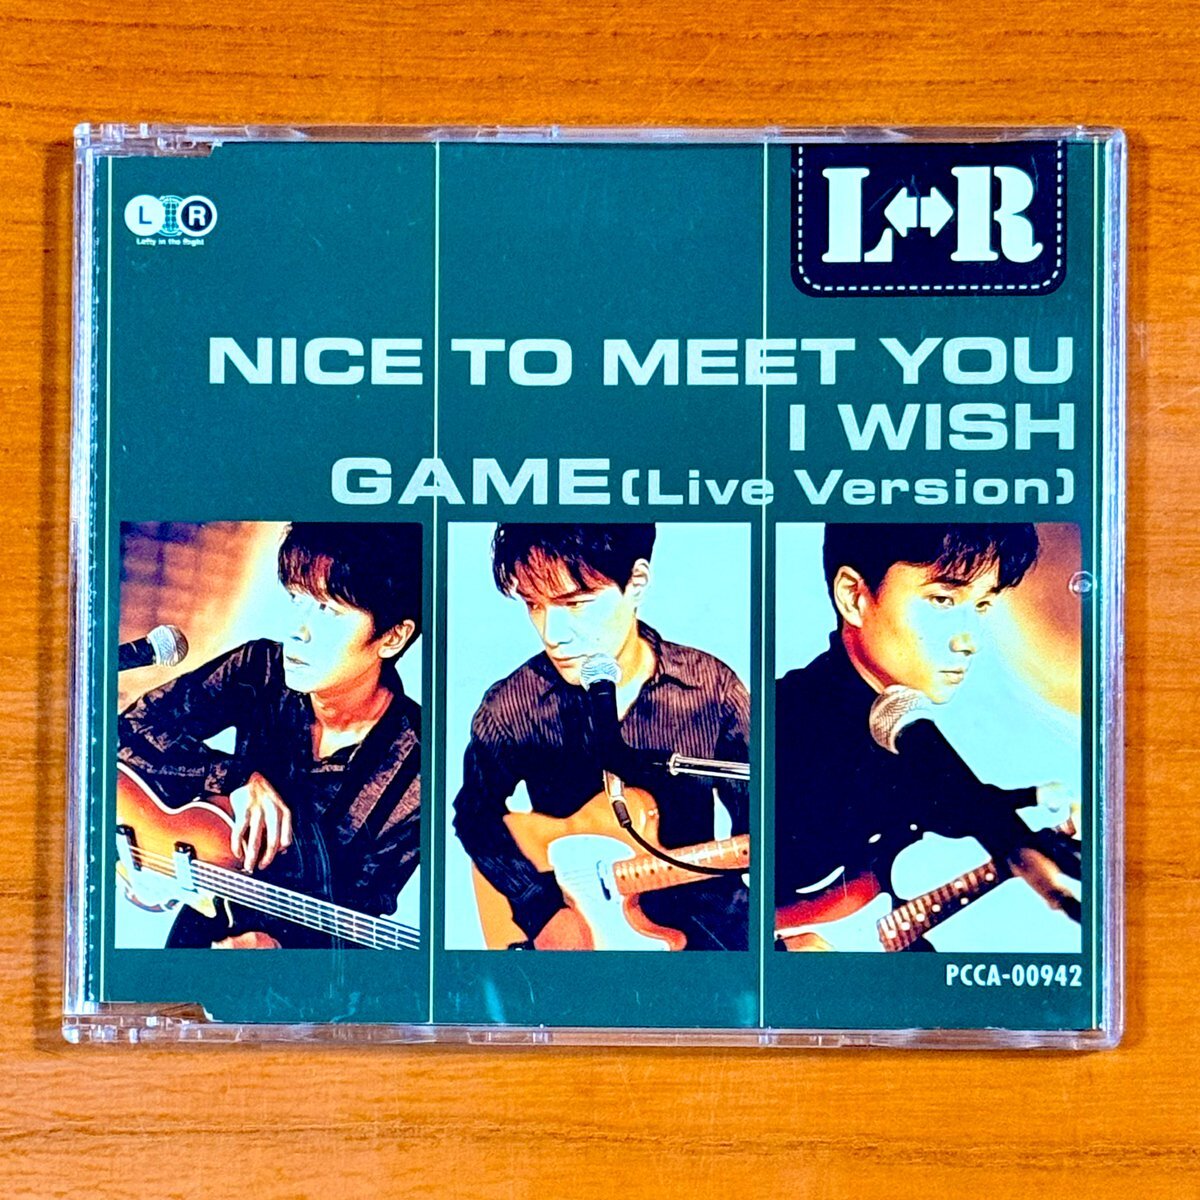 L R
Lefty in the Right
L↔R
NICE TO MEET YOU
I WISH
GAME(Live Version)
PCCA-00942